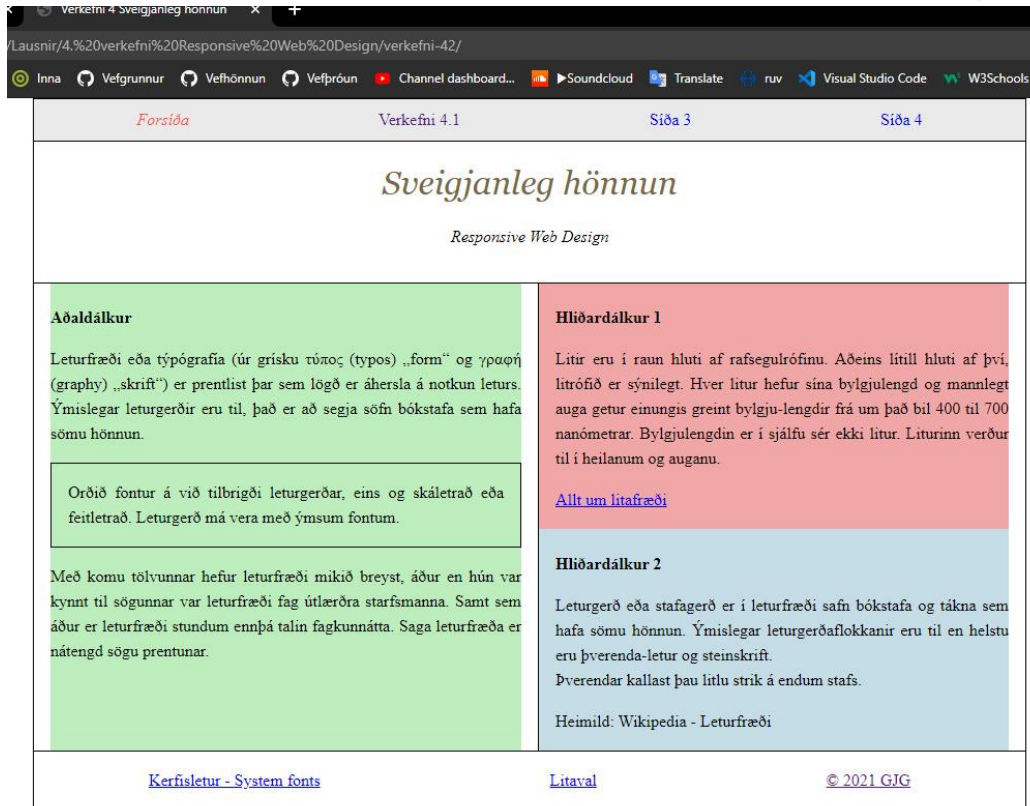 Verkefni 4 Sveigjanleg hönnun
/Lausnir/4.%20verkefni%20Responsive%20Web%20Design/verkefni-42/
Inna Vefgrunnur Vefhönnun Vefþróun Channel dashboard... ▶Soundcloud Translate ruv Visual Studio Code W3Schools
Forsíða Verkefni 4.1 Síða 3 Síða 4
Sveigjanleg hönnun
Responsive Web Design
Aðaldálkur
Leturfræði eða týpógrafía (úr grísku τύπος (typos) „form“ og γραφή
(graphy) „skrift“) er prentlist þar sem lögð er áhersla á notkun leturs.
Ýmislegar leturgerðir eru til, það er að segja söfn bókstafa sem hafa
sömu hönnun.
Orðið fontur á við tilbrigði leturgerðar, eins og skáletrað eða
feitletrað. Leturgerð má vera með ýmsum fontum.
Með komu tölvunnar hefur leturfræði mikið breyst, áður en hún var
kynnt til sögunnar var leturfræði fag útlærðra starfsmanna. Samt sem
áður er leturfræði stundum ennþá talin fagkunnátta. Saga leturfræða er
nátengd sögu prentunar.
Hliðardálkur 1
Litir eru í raun hluti af rafsegulrófinu. Aðeins lítill hluti af því,
litrófið er sýnilegt. Hver litur hefur sína bylgjulengd og mannlegt
auga getur einungis greint bylgju-lengdir frá um það bil 400 til 700
nanómetrar. Bylgjulengdin er í sjálfu sér ekki litur. Liturinn verður
til í heilanum og auganu.
Allt um litafræði
Hliðardálkur 2
Leturgerð eða stafagerð er í leturfræði safn bókstafa og tákna sem
hafa sömu hönnun. Ýmislegar leturgerðaflokkanir eru til en helstu
eru þverenda-letur og steinskrift.
Þverendar kallast þau litlu strik á endum stafs.
Heimild: Wikipedia - Leturfræði
Kerfisletur - System fonts Litaval © 2021 GJG